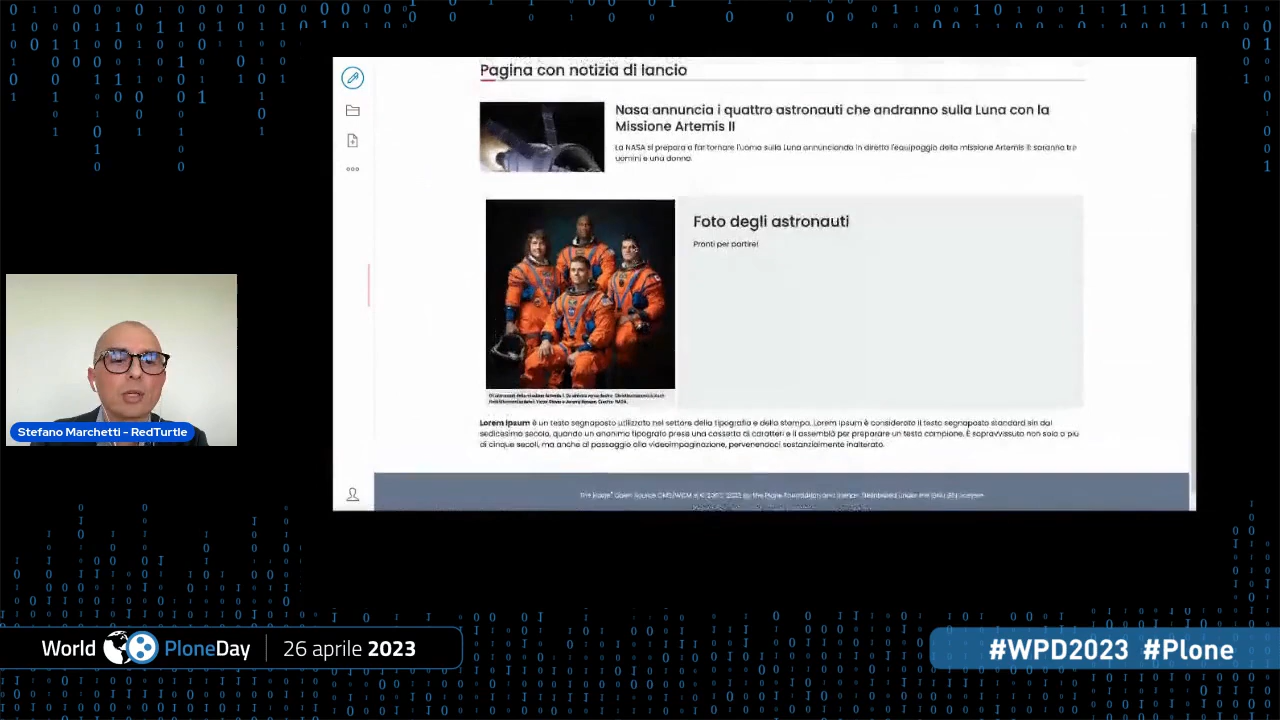 Pagina con notizia di lancio
Nasa annuncia i quattro astronauti che andranno sulla Luna con la
Missione Artemis II
La NASA si prepara a far tornare l'uomo sulla Luna annunciando in diretta l'equipaggio della missione Artemis II: saranno tre
uomini e una donna.
Foto degli astronauti
Pronti per partire!
Lorem Ipsum è un testo segnaposto utilizzato nel settore della tipografia e della stampa. Lorem Ipsum è considerato il testo segnaposto standard sin dal
sedicesimo secolo, quando un anonimo tipografo prese una cassetta di caratteri e li assemblò per preparare un testo campione. È sopravvissuto non solo a più
di cinque secoli, ma anche al passaggio alla videoimpaginazione, pervenendoci sostanzialmente inalterato.
Stefano Marchetti - RedTurtle
World PloneDay | 26 aprile 2023
#WPD2023 #Plone